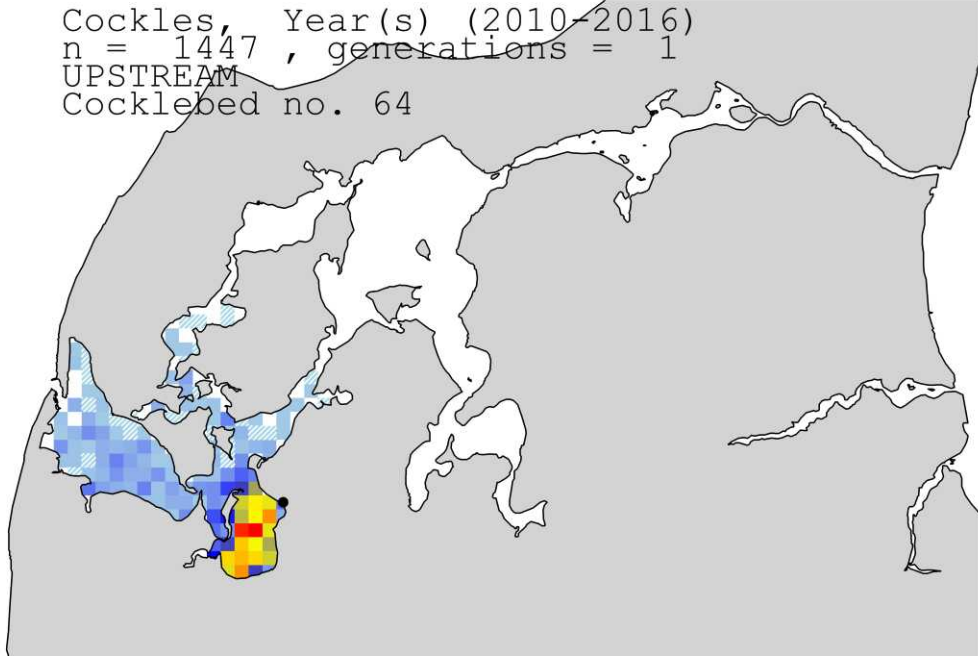 Cockles, Year(s) (2010-2016)
n = 1447 , generations = 1
UPSTREAM
Cocklebed no. 64